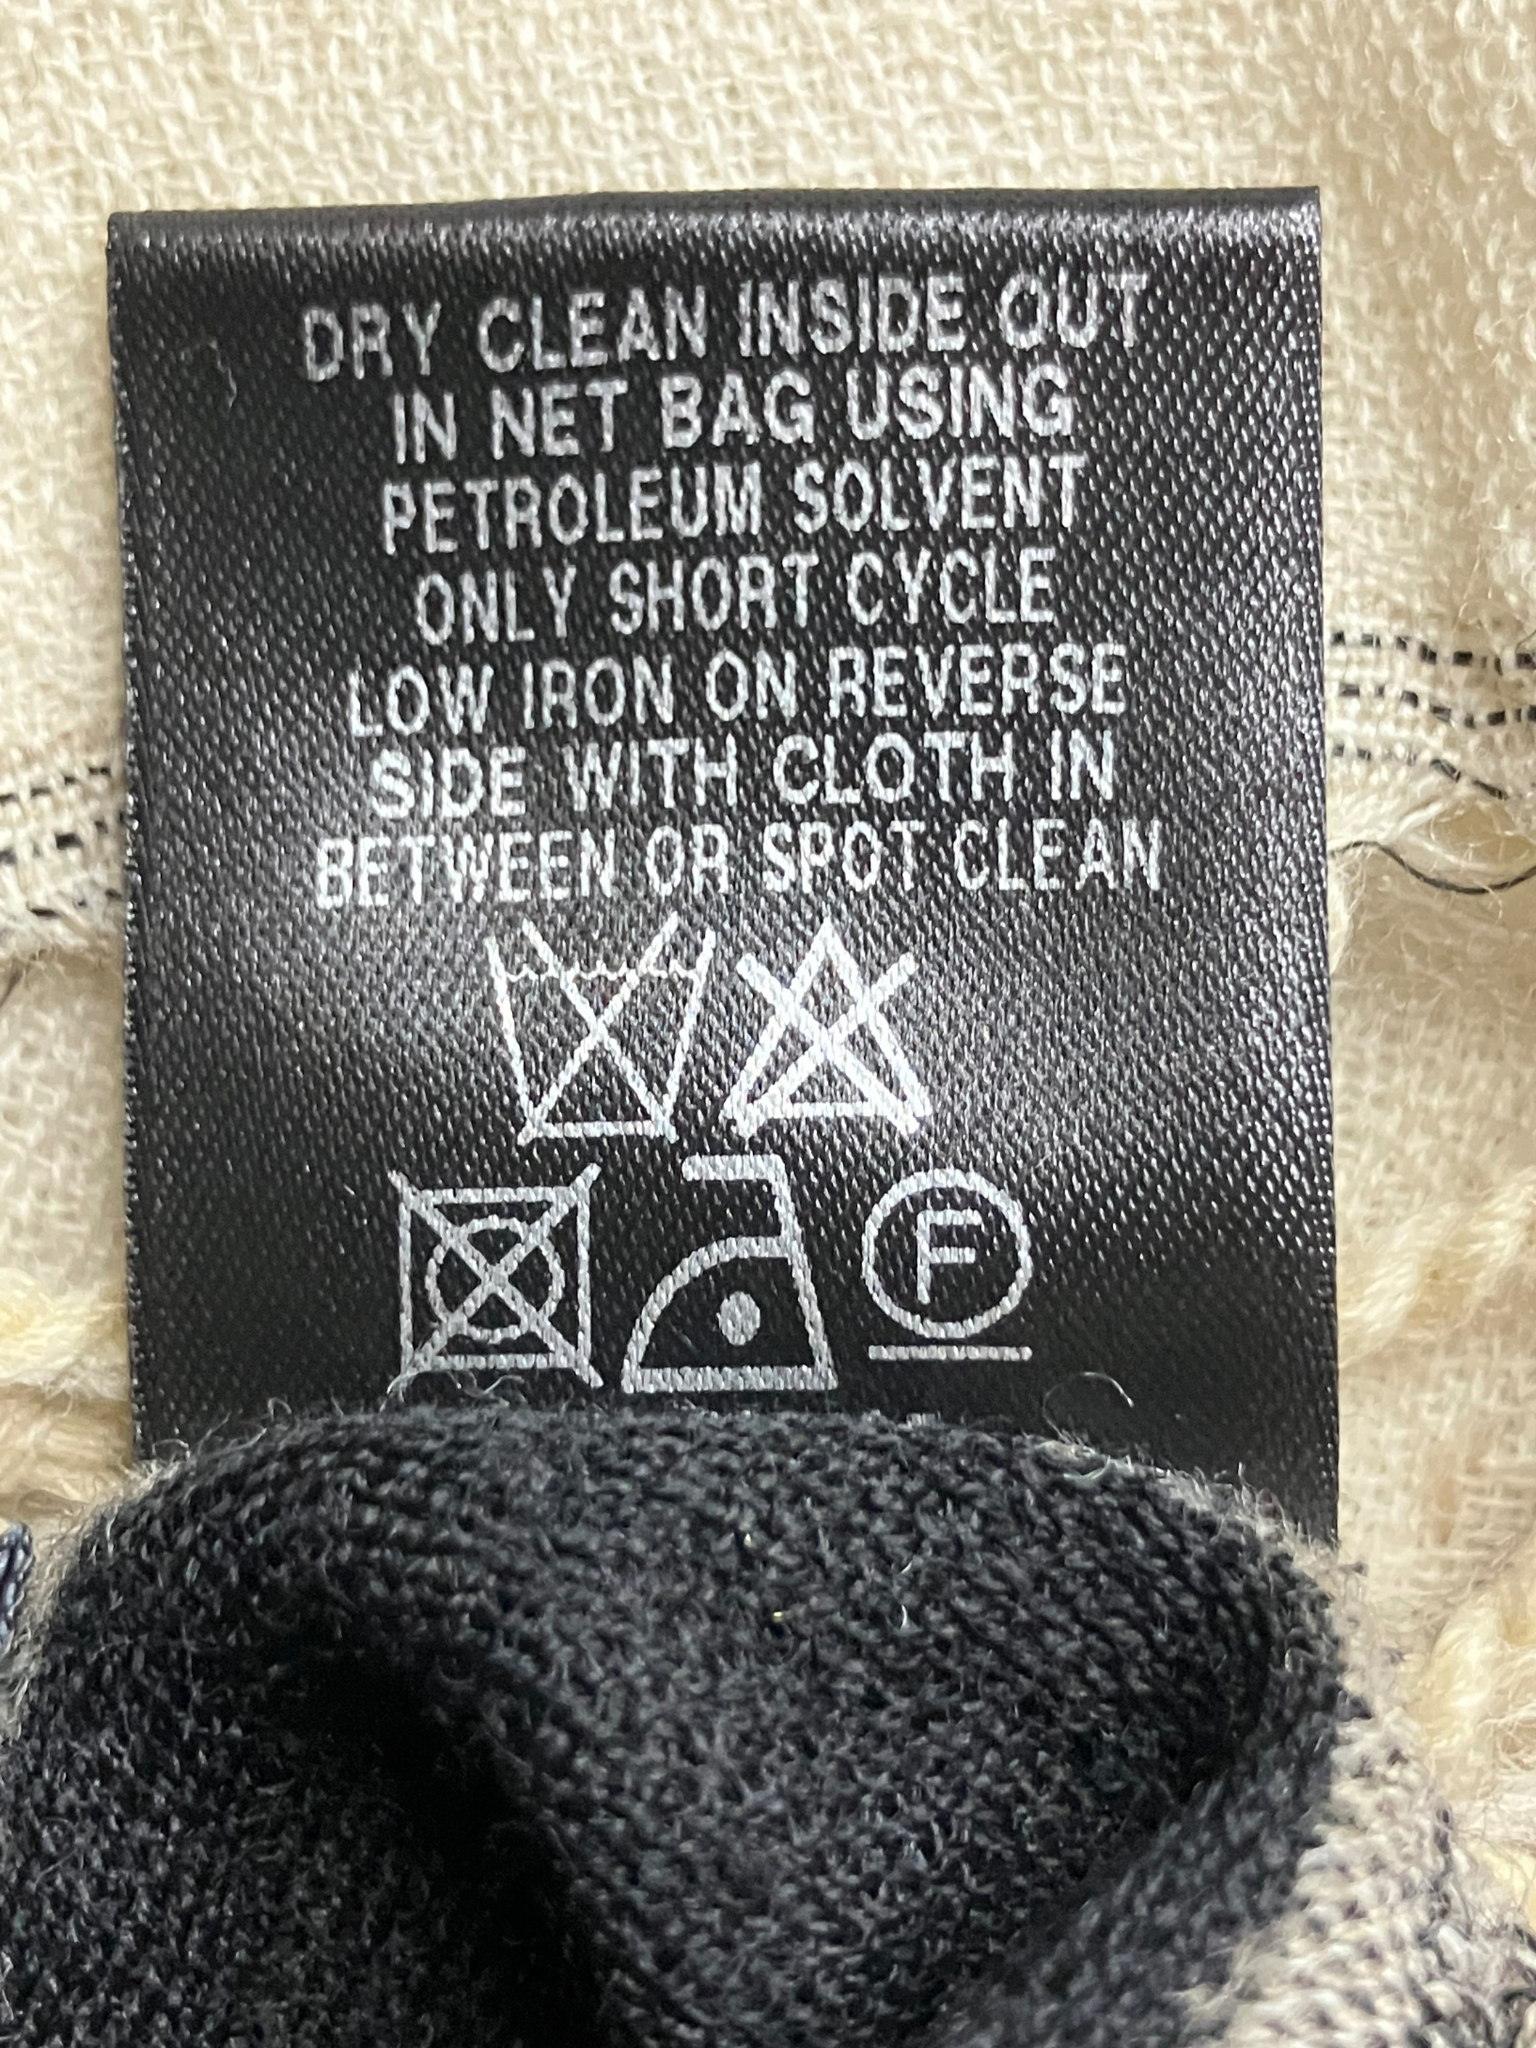 DRY CLEAN INSIDE OUT
IN NET BAG USING
PETROLEUM SOLVENT
ONLY SHORT CYCLE
LOW IRON ON REVERSE
SIDE WITH CLOTH IN
BETWEEN OR SPOT CLEAN
F